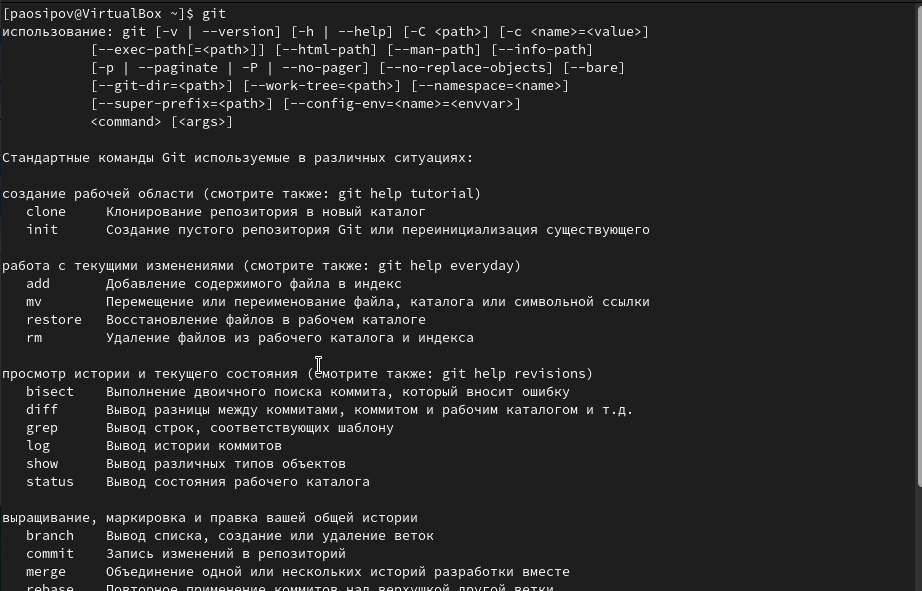 [paosipov@VirtualBox ~]$ git
использование: git [-v | --version] [-h | --help] [-C <path>] [-c <name>=<value>]
           [--exec-path[=<path>]] [--html-path] [--man-path] [--info-path]
           [-p | --paginate | -P | --no-pager] [--no-replace-objects] [--bare]
           [--git-dir=<path>] [--work-tree=<path>] [--namespace=<name>]
           [--super-prefix=<path>] [--config-env=<name>=<envvar>]
           <command> [<args>]

Стандартные команды Git используемые в различных ситуациях:

создание рабочей области (смотрите также: git help tutorial)
   clone     Клонирование репозитория в новый каталог
   init      Создание пустого репозитория Git или переинициализация существующего

работа с текущими изменениями (смотрите также: git help everyday)
   add       Добавление содержимого файла в индекс
   mv        Перемещение или переименование файла, каталога или символьной ссылки
   restore   Восстановление файлов в рабочем каталоге
   rm        Удаление файлов из рабочего каталога и индекса

просмотр истории и текущего состояния (смотрите также: git help revisions)
   bisect    Выполнение двоичного поиска коммита, который вносит ошибку
   diff      Вывод разницы между коммитами, коммитом и рабочим каталогом и т.д.
   grep      Вывод строк, соответствующих шаблону
   log       Вывод истории коммитов
   show      Вывод различных типов объектов
   status    Вывод состояния рабочего каталога

выращивание, маркировка и правка вашей общей истории
   branch    Вывод списка, создание или удаление веток
   commit    Запись изменений в репозиторий
   merge     Объединение одной или нескольких историй разработки вместе
   rebase    Повторное применение коммитов над верхушкой другой ветки